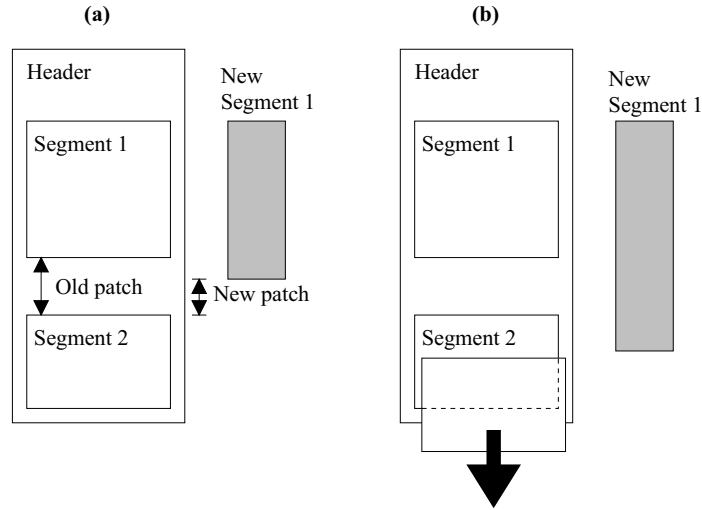 (a)
(b)
Header
New
Segment 1
Segment 1
Old patch
New patch
Segment 2
Header
New
Segment 1
Segment 1
Segment 2